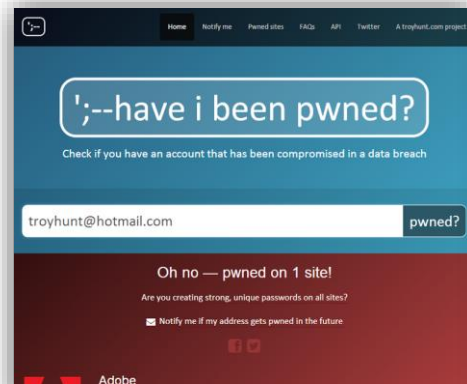 ';--
Home Notify me Pwned sites FAQs API Twitter A troyhunt.com project
';--have i been pwned?
Check if you have an account that has been compromised in a data breach
troyhunt@hotmail.com pwned?
Oh no — pwned on 1 site!
Are you creating strong, unique passwords on all sites?
Notify me if my address gets pwned in the future
Adobe